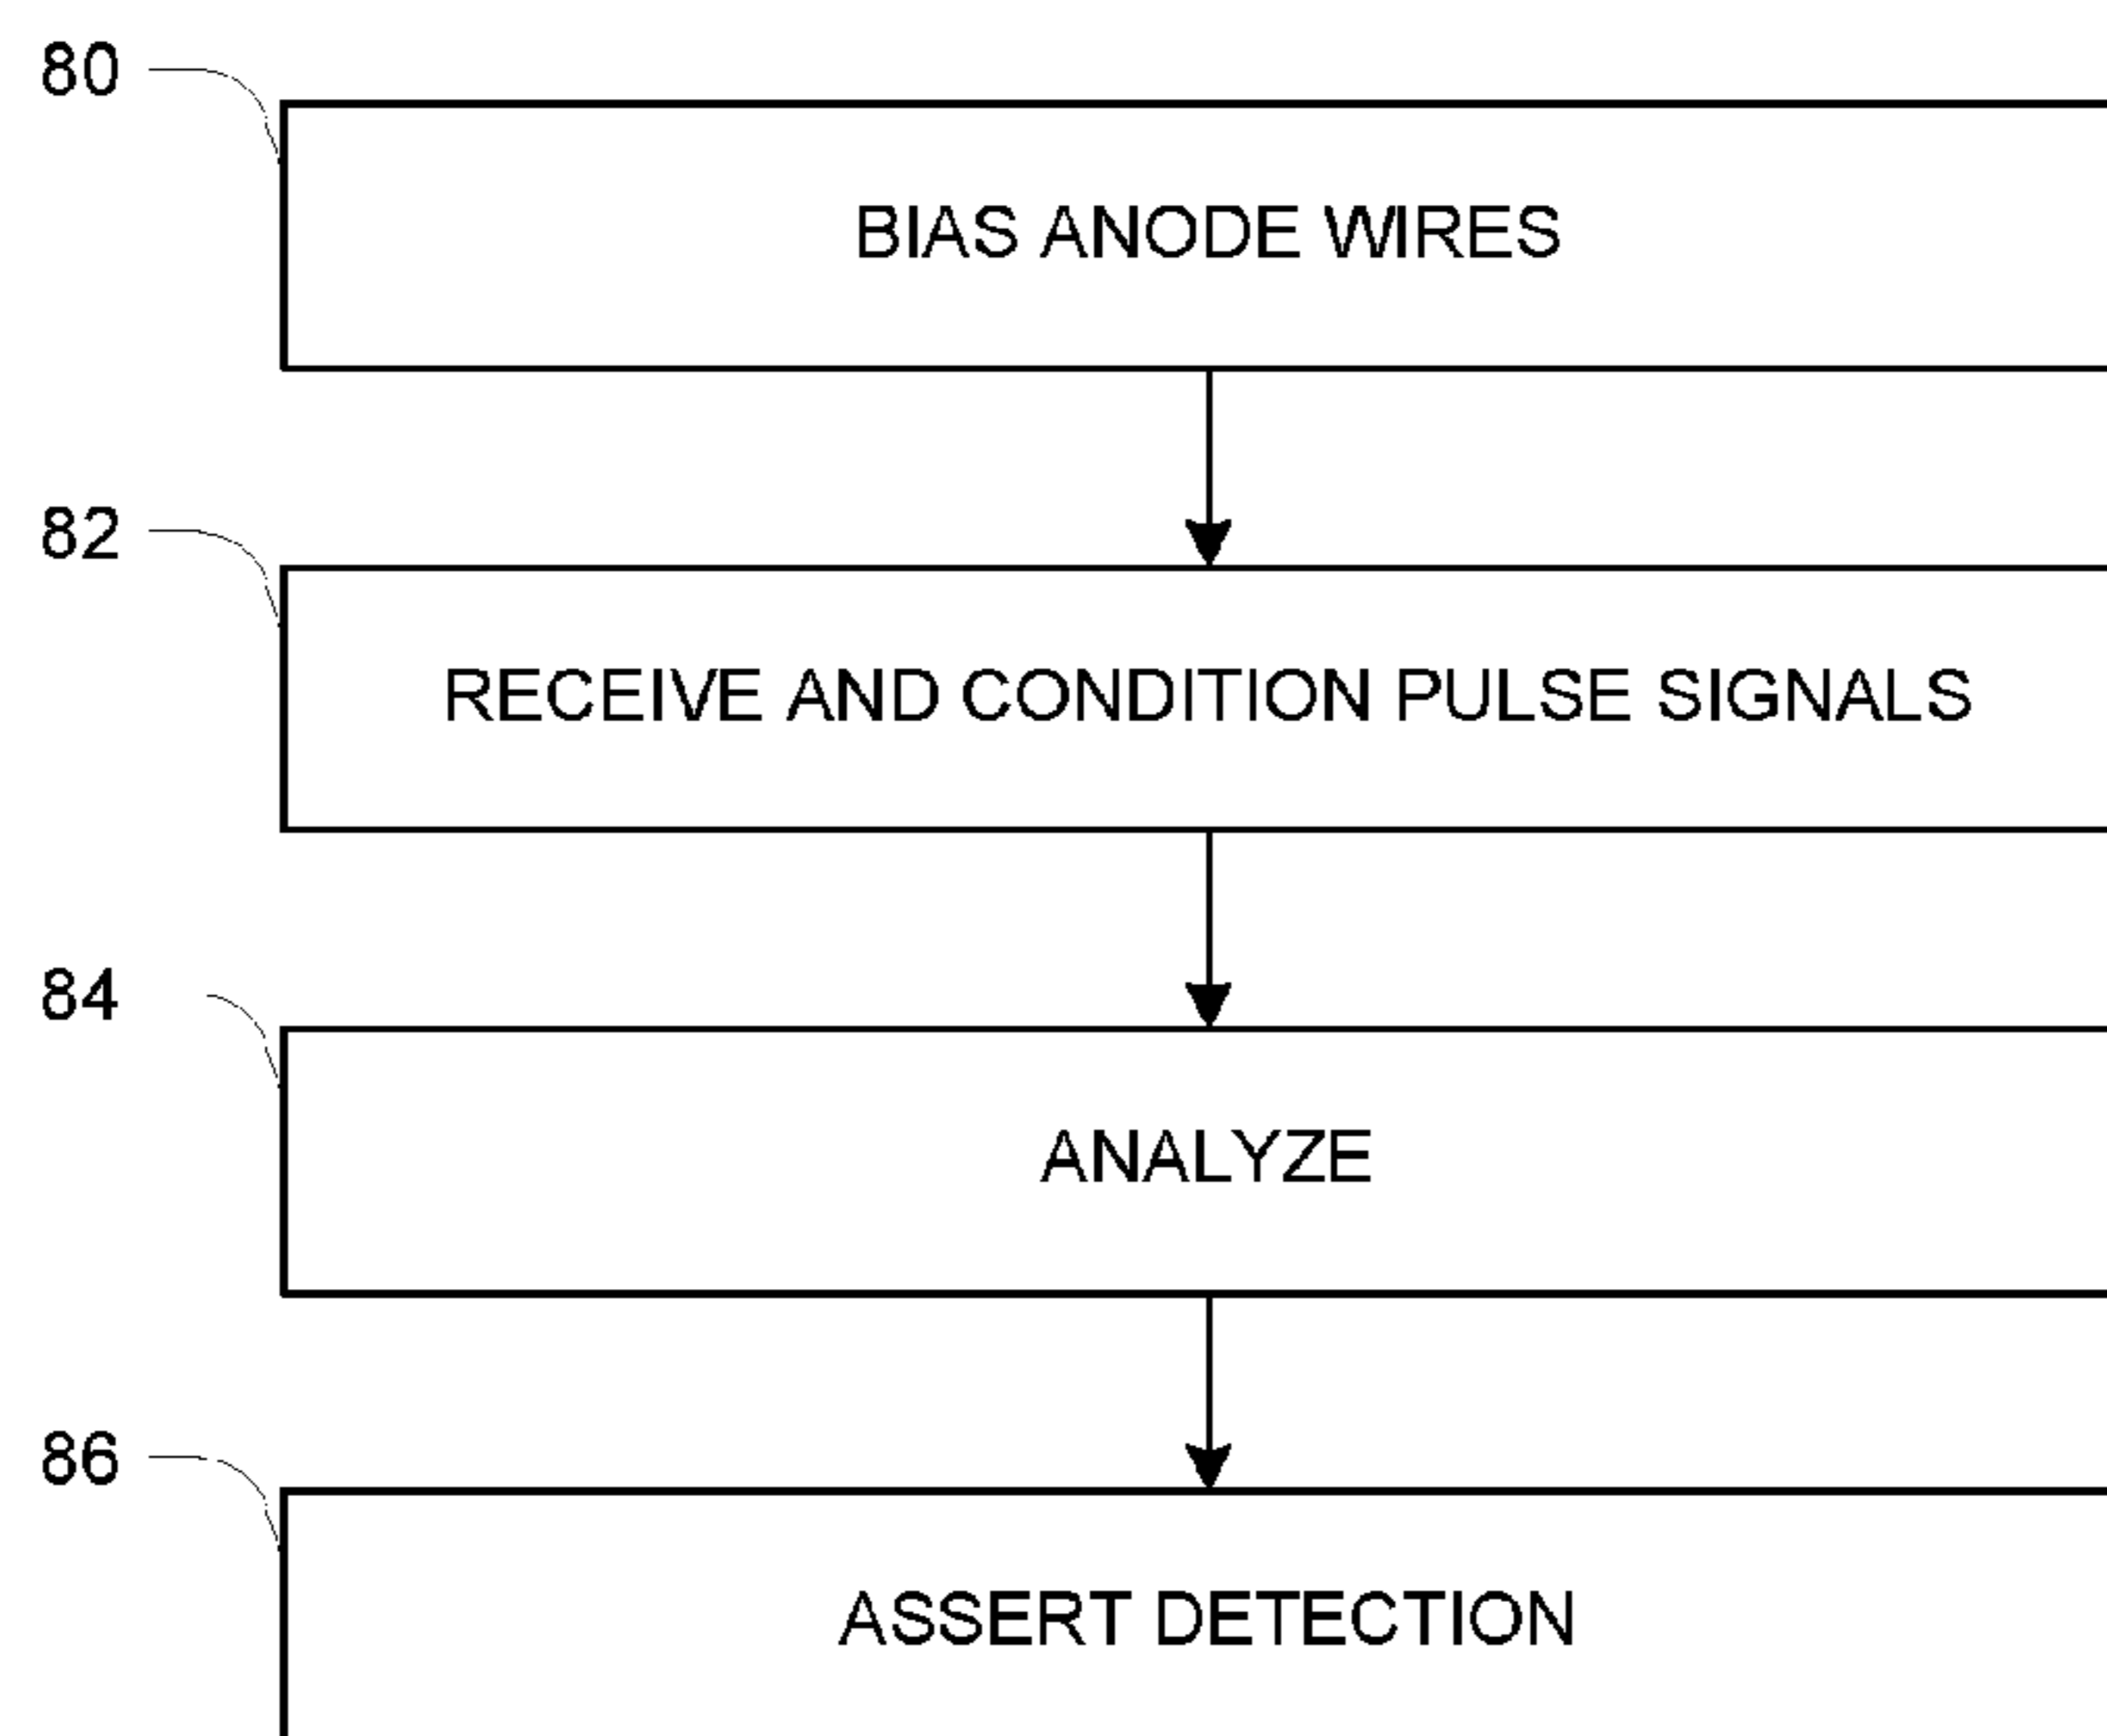 80
BIAS ANODE WIRES
82
RECEIVE AND CONDITION PULSE SIGNALS
84
ANALYZE
86
ASSERT DETECTION